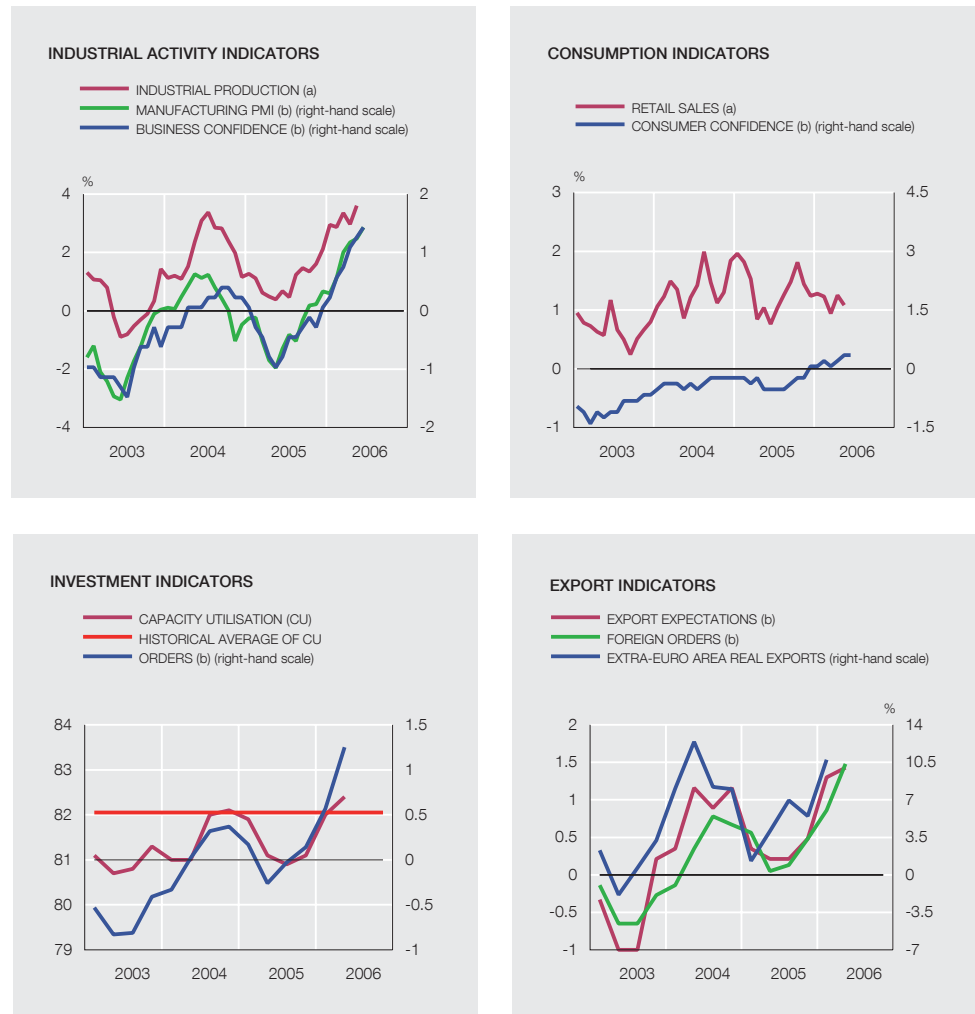 INDUSTRIAL ACTIVITY INDICATORS
INDUSTRIAL PRODUCTION (a)
MANUFACTURING PMI (b) (right-hand scale)
BUSINESS CONFIDENCE (b) (right-hand scale)
%
4 2
2 1
0 0
-2 -1
-4 -2
2003 2004 2005 2006
CONSUMPTION INDICATORS
RETAIL SALES (a)
CONSUMER CONFIDENCE (b) (right-hand scale)
%
3 4.5
2 3
1 1.5
0 0
-1 -1.5
2003 2004 2005 2006
INVESTMENT INDICATORS
CAPACITY UTILISATION (CU)
HISTORICAL AVERAGE OF CU
ORDERS (b) (right-hand scale)
84 1.5
83 1
82 0.5
81 0
80 -0.5
79 -1
2003 2004 2005 2006
EXPORT INDICATORS
EXPORT EXPECTATIONS (b)
FOREIGN ORDERS (b)
EXTRA-EURO AREA REAL EXPORTS (right-hand scale)
%
2 14
1.5 10.5
1 7
0.5 3.5
0 0
-0.5 -3.5
-1 -7
2003 2004 2005 2006